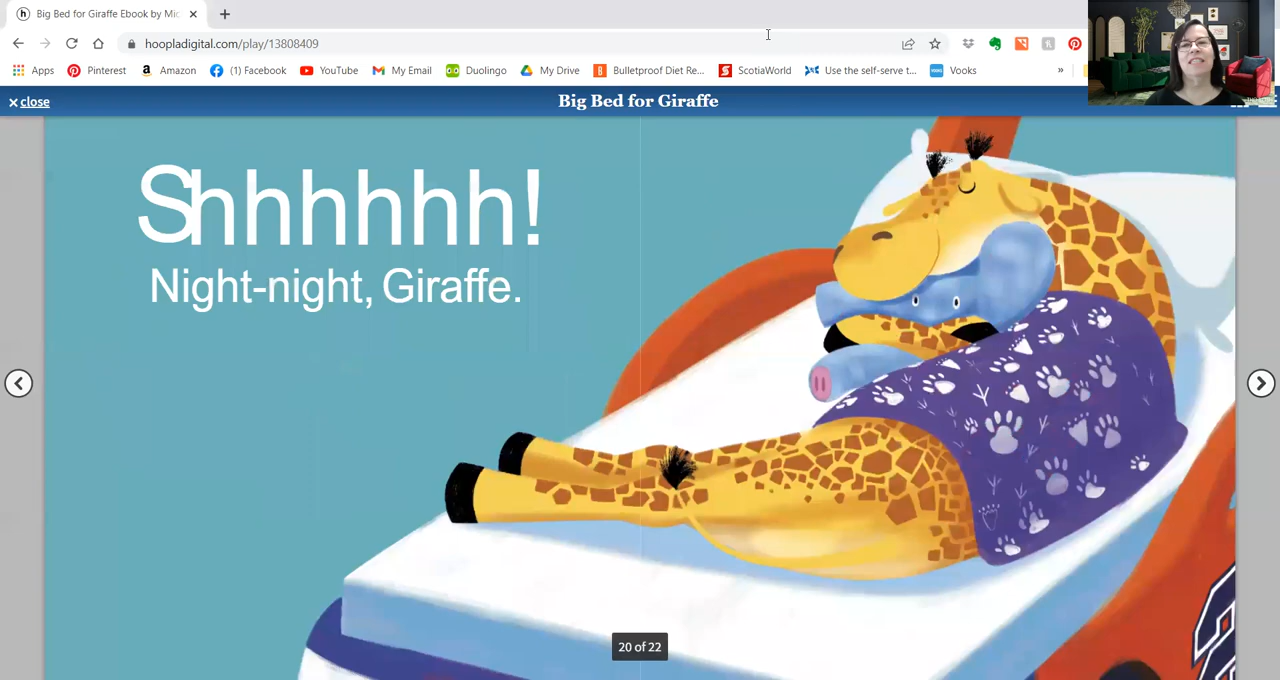 Big Bed for Giraffe Ebook by Mic
hoopladigital.com/play/13808409
Apps Pinterest Amazon (1) Facebook YouTube My Email Duolingo My Drive Bulletproof Diet Re... ScotiaWorld Use the self-serve t... Vooks »
close Big Bed for Giraffe
Shhhhhh!
Night-night, Giraffe.
20 of 22